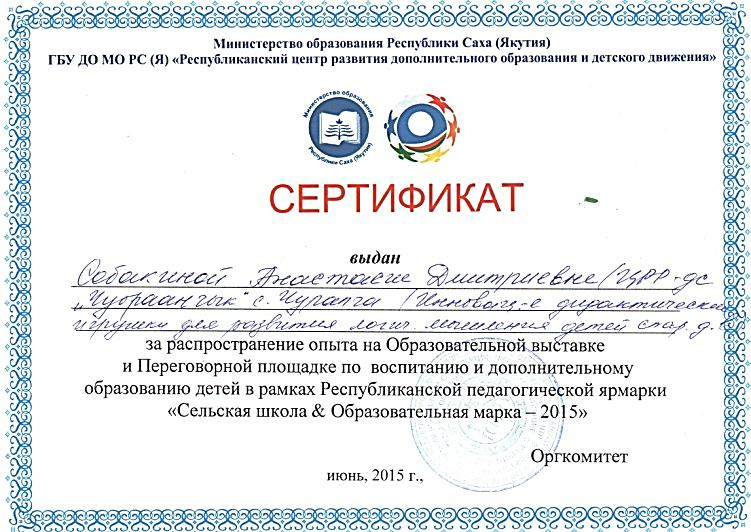 Министерство образования Республики Саха (Якутия)
ГБУ ДО МО РС (Я) «Республиканский центр развития дополнительного образования и детского движения»
Министерство образования
Республики Саха (Якутия)
СЕРТИФИКАТ
выдан
Собакиной Анастасие Дмитриевне (ЦРР-дс
"Чуораанчык" с. Чурапча (Инновац-е дидактические
игрушки для развития логич. мышления детей стар. д.
за распространение опыта на Образовательной выставке
и Переговорной площадке по воспитанию и дополнительному
образованию детей в рамках Республиканской педагогической ярмарки
«Сельская школа & Образовательная марка – 2015»
Оргкомитет
июнь, 2015 г.,